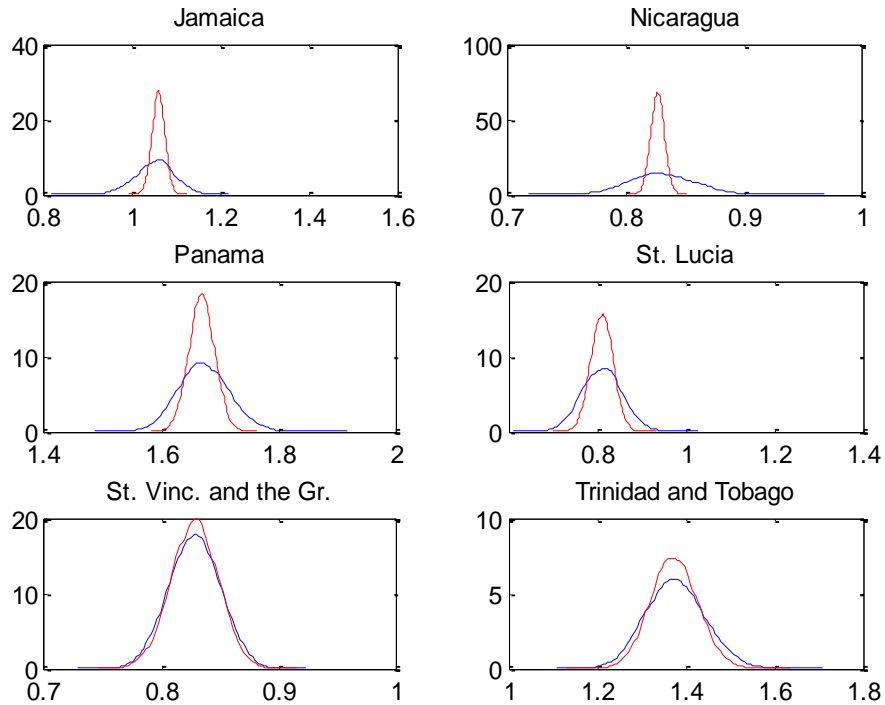 Jamaica
40
20
0
0.8 1 1.2 1.4 1.6
Nicaragua
100
50
0
0.7 0.8 0.9 1
Panama
20
10
0
1.4 1.6 1.8 2
St. Lucia
20
10
0
0.8 1 1.2 1.4
St. Vinc. and the Gr.
20
10
0
0.7 0.8 0.9 1
Trinidad and Tobago
10
5
0
1 1.2 1.4 1.6 1.8